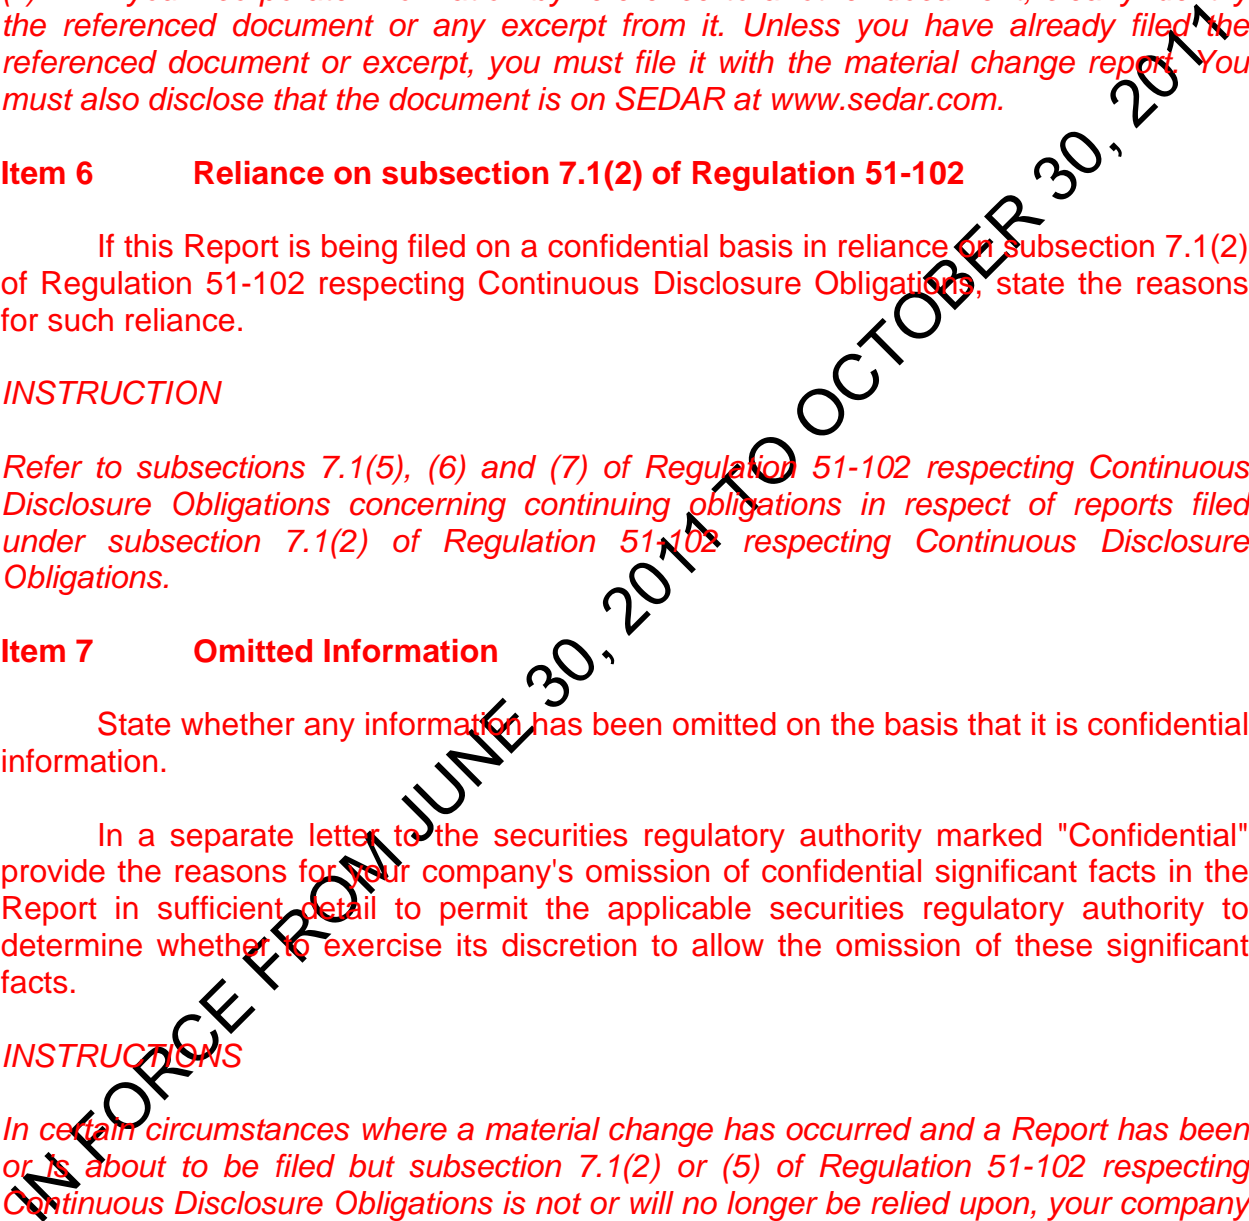 the referenced document or any excerpt from it. Unless you have already filed the
referenced document or excerpt, you must file it with the material change report. You
must also disclose that the document is on SEDAR at www.sedar.com.
Item 6 Reliance on subsection 7.1(2) of Regulation 51-102
If this Report is being filed on a confidential basis in reliance on subsection 7.1(2)
of Regulation 51-102 respecting Continuous Disclosure Obligations, state the reasons
for such reliance.
INSTRUCTION
Refer to subsections 7.1(5), (6) and (7) of Regulation 51-102 respecting Continuous
Disclosure Obligations concerning continuing obligations in respect of reports filed
under subsection 7.1(2) of Regulation 51-102 respecting Continuous Disclosure
Obligations.
Item 7 Omitted Information
State whether any information has been omitted on the basis that it is confidential
information.
In a separate letter to the securities regulatory authority marked "Confidential"
provide the reasons for your company's omission of confidential significant facts in the
Report in sufficient detail to permit the applicable securities regulatory authority to
determine whether to exercise its discretion to allow the omission of these significant
facts.
INSTRUCTIONS
In certain circumstances where a material change has occurred and a Report has been
or is about to be filed but subsection 7.1(2) or (5) of Regulation 51-102 respecting
Continuous Disclosure Obligations is not or will no longer be relied upon, your company
IN FORCE FROM JUNE 30, 2011 TO OCTOBER 30, 2011